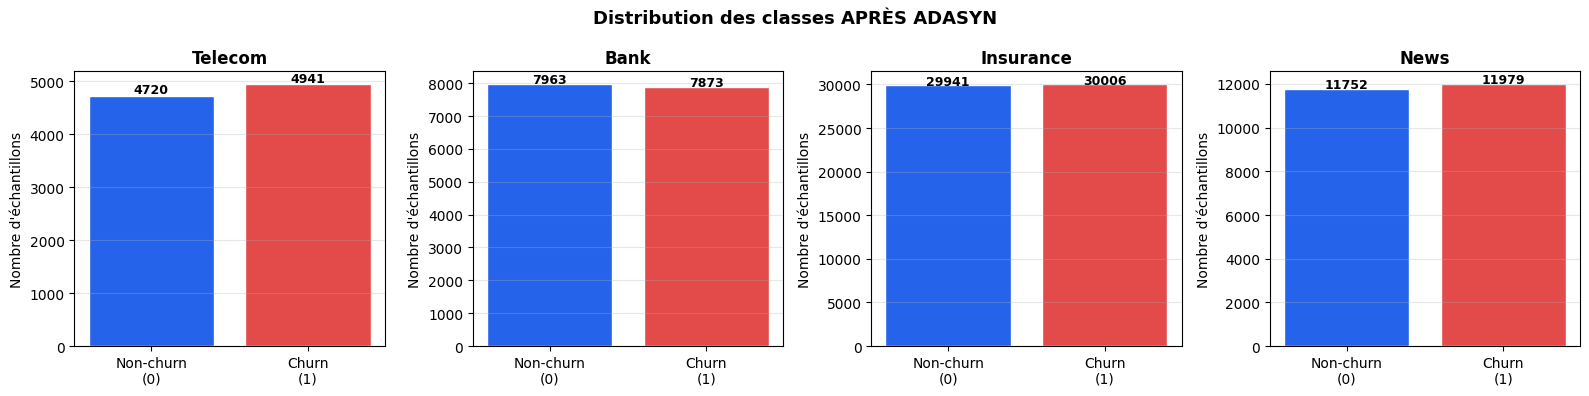 Distribution des classes APRÈS ADASYN
Telecom
Nombre d'échantillons
5000
4000
3000
2000
1000
0
4720
4941
Non-churn
(0)
Churn
(1)
Bank
Nombre d'échantillons
8000
7000
6000
5000
4000
3000
2000
1000
0
7963
7873
Non-churn
(0)
Churn
(1)
Insurance
Nombre d'échantillons
30000
25000
20000
15000
10000
5000
0
29941
30006
Non-churn
(0)
Churn
(1)
News
Nombre d'échantillons
12000
10000
8000
6000
4000
2000
0
11752
11979
Non-churn
(0)
Churn
(1)